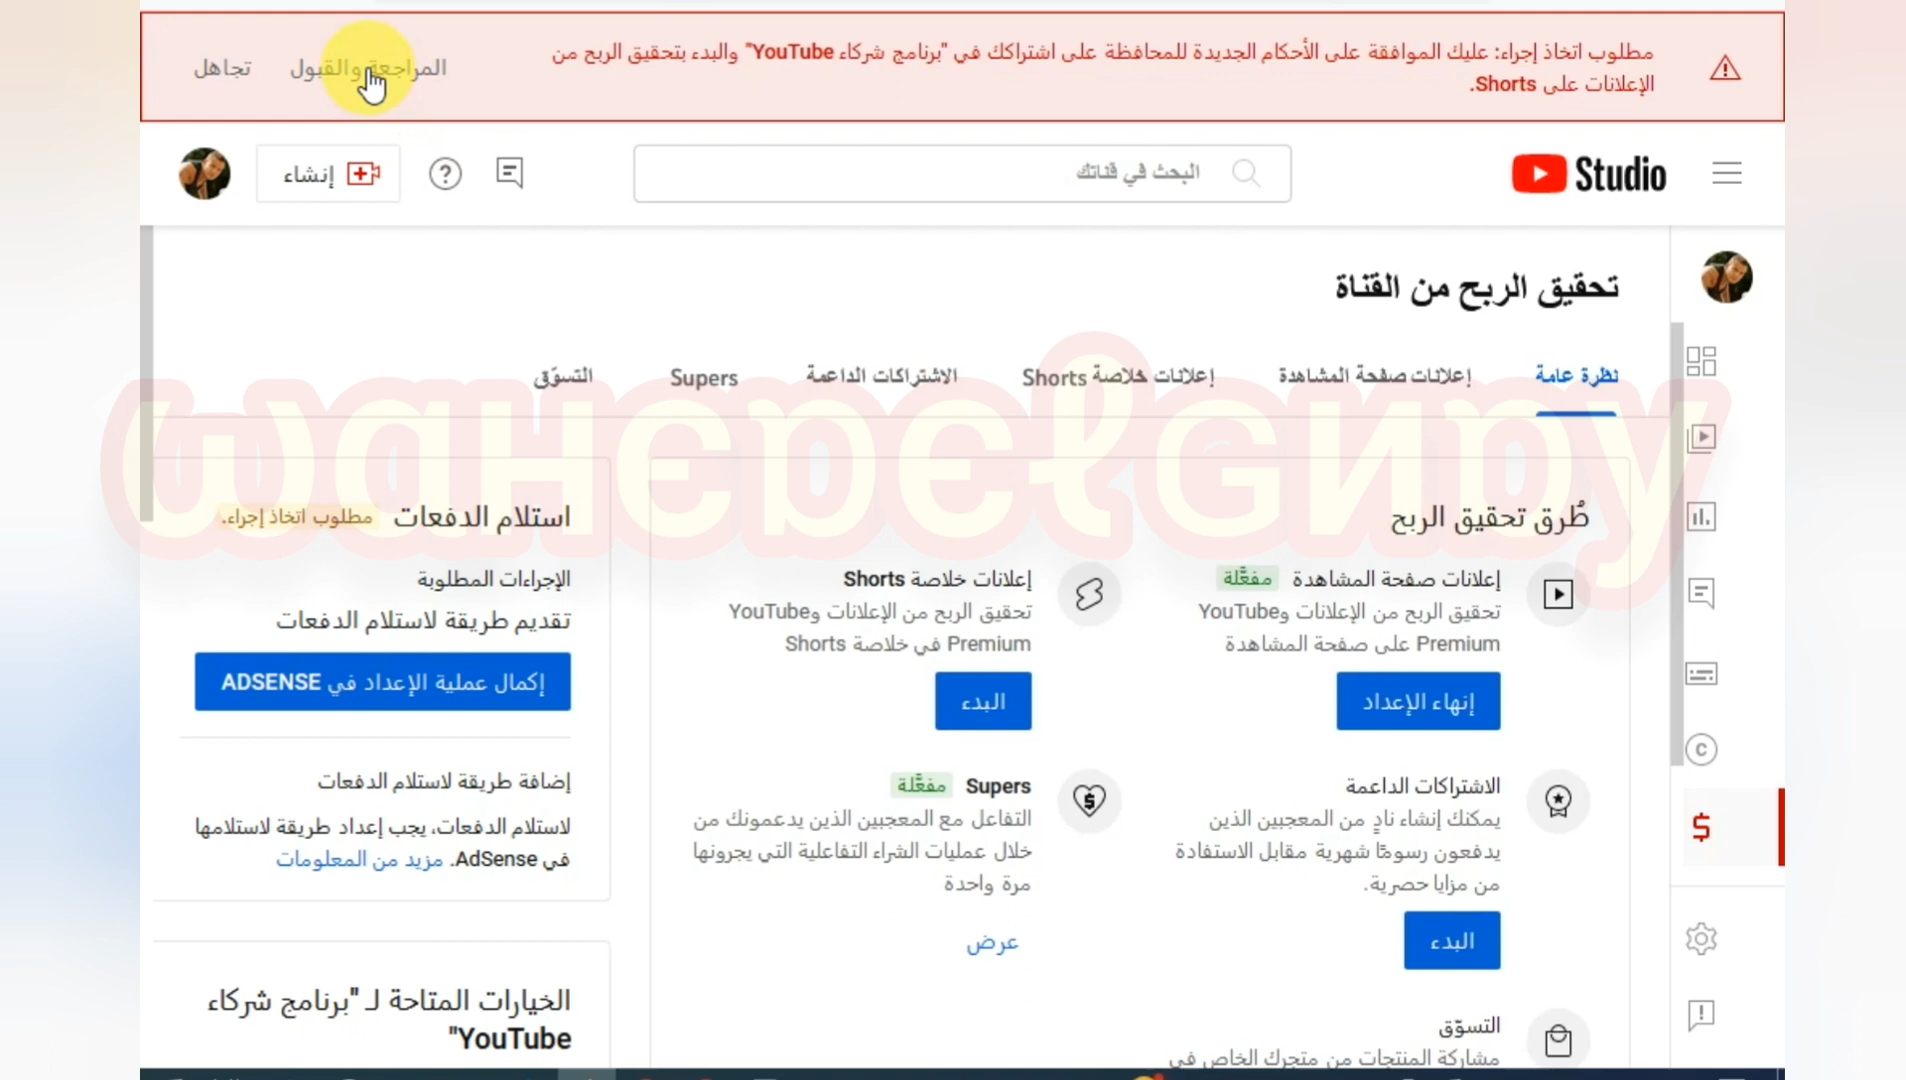 مطلوب اتخاذ إجراء: عليك الموافقة على الأحكام الجديدة للمحافظة على اشتراكك في "برنامج شركاء YouTube" والبدء بتحقيق الربح من
الإعلانات على Shorts.
المراجعة والقبول
تجاهل
Studio
البحث في قناتك
إنشاء
تحقيق الربح من القناة
نظرة عامة
إعلانات صفحة المشاهدة
إعلانات خلاصة Shorts
الاشتراكات الداعمة
Supers
التسوّق
waHEDElGNDy
طُرق تحقيق الربح
إعلانات صفحة المشاهدة مفعَّلة
تحقيق الربح من الإعلانات وYouTube
Premium على صفحة المشاهدة
إنهاء الإعداد
إعلانات خلاصة Shorts
تحقيق الربح من الإعلانات وYouTube
Premium في خلاصة Shorts
البدء
الاشتراكات الداعمة
يمكنك إنشاء نادٍ من المعجبين الذين
يدفعون رسومًا شهرية مقابل الاستفادة
من مزايا حصرية.
البدء
Supers مفعَّلة
التفاعل مع المعجبين الذين يدعمونك من
خلال عمليات الشراء التفاعلية التي يجرونها
مرة واحدة
عرض
التسوّق
مشاركة المنتجات من متجرك الخاص في
استلام الدفعات مطلوب اتخاذ إجراء.
الإجراءات المطلوبة
تقديم طريقة لاستلام الدفعات
إكمال عملية الإعداد في ADSENSE
إضافة طريقة لاستلام الدفعات
لاستلام الدفعات، يجب إعداد طريقة لاستلامها
في AdSense. مزيد من المعلومات
الخيارات المتاحة لـ "برنامج شركاء
YouTube"